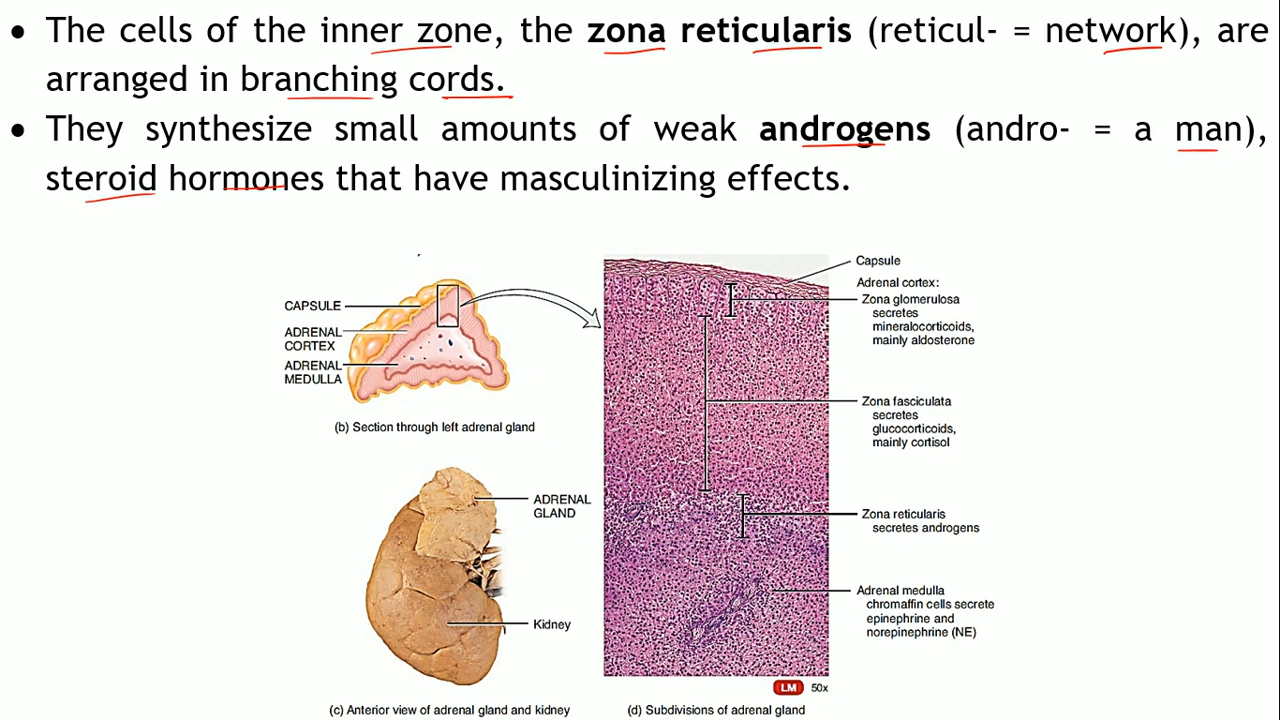 • The cells of the inner zone, the zona reticularis (reticul- = network), are
arranged in branching cords.
• They synthesize small amounts of weak androgens (andro- = a man),
steroid hormones that have masculinizing effects.
CAPSULE
ADRENAL
CORTEX
ADRENAL
MEDULLA
(b) Section through left adrenal gland
ADRENAL
GLAND
Kidney
(c) Anterior view of adrenal gland and kidney
Capsule
Adrenal cortex:
Zona glomerulosa
secretes
mineralocorticoids,
mainly aldosterone
Zona fasciculata
secretes
glucocorticoids,
mainly cortisol
Zona reticularis
secretes androgens
Adrenal medulla
chromaffin cells secrete
epinephrine and
norepinephrine (NE)
LM 50x
(d) Subdivisions of adrenal gland